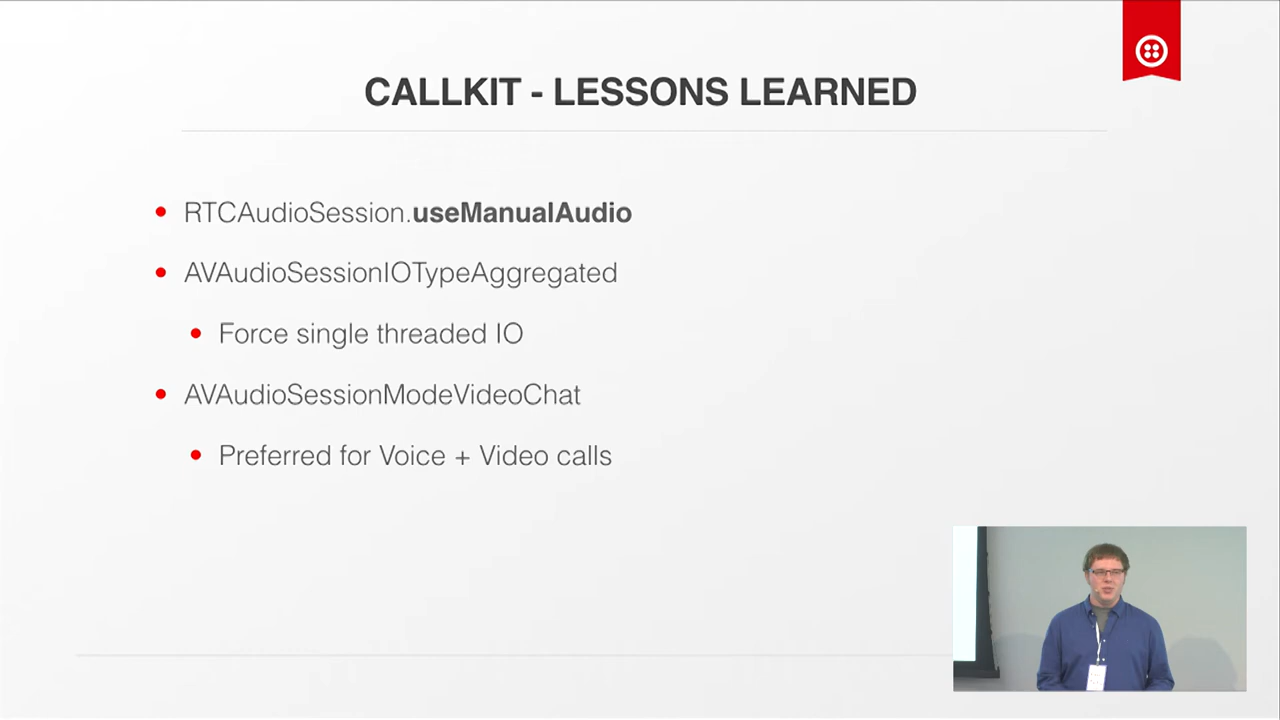 CALLKIT - LESSONS LEARNED
RTCAudioSession.useManualAudio
AVAudioSessionIOTypeAggregated
Force single threaded IO
AVAudioSessionModeVideoChat
Preferred for Voice + Video calls